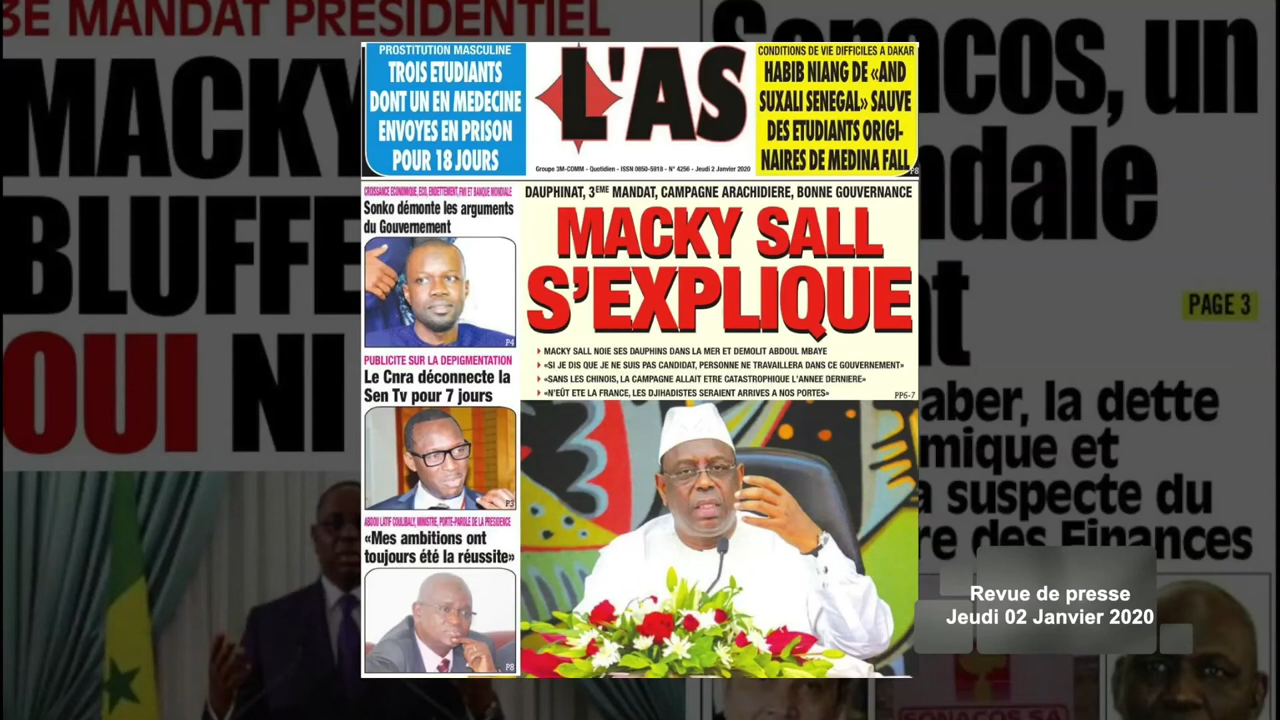 3E MANDAT PRESIDENTIEL
MACKY
BLUFFE
OUI NI
PROSTITUTION MASCULINE
TROIS ETUDIANTS
DONT UN EN MEDECINE
ENVOYES EN PRISON
POUR 18 JOURS
L'AS
Groupe 3M-COMM - Quotidien - ISSN 0850-5918 - N° 4256 - Jeudi 2 Janvier 2020
CONDITIONS DE VIE DIFFICILES A DAKAR
HABIB NIANG DE «AND
SUXALI SENEGAL» SAUVE
DES ETUDIANTS ORIGI-
NAIRES DE MEDINA FALL
P8
CROISSANCE ECONOMIQUE, ECO, ENDETTEMENT, FMI ET BANQUE MONDIALE
Sonko démonte les arguments
du Gouvernement
P4
PUBLICITE SUR LA DEPIGMENTATION
Le Cnra déconnecte la
Sen Tv pour 7 jours
P3
ABDOU LATIF COULIBALY, MINISTRE, PORTE-PAROLE DE LA PRESIDENCE
«Mes ambitions ont
toujours été la réussite»
P8
DAUPHINAT, 3EME MANDAT, CAMPAGNE ARACHIDIERE, BONNE GOUVERNANCE
MACKY SALL
S'EXPLIQUE
MACKY SALL NOIE SES DAUPHINS DANS LA MER ET DEMOLIT ABDOUL MBAYE
«SI JE DIS QUE JE NE SUIS PAS CANDIDAT, PERSONNE NE TRAVAILLERA DANS CE GOUVERNEMENT»
«SANS LES CHINOIS, LA CAMPAGNE ALLAIT ETRE CATASTROPHIQUE L'ANNEE DERNIERE»
«N'EÛT ETE LA FRANCE, LES DJIHADISTES SERAIENT ARRIVES A NOS PORTES»
PP6-7
Sonacos, un
ndale
nt
PAGE 3
aber, la dette
mique et
a suspecte du
re des Finances
SONACOS SA
Revue de presse
Jeudi 02 Janvier 2020